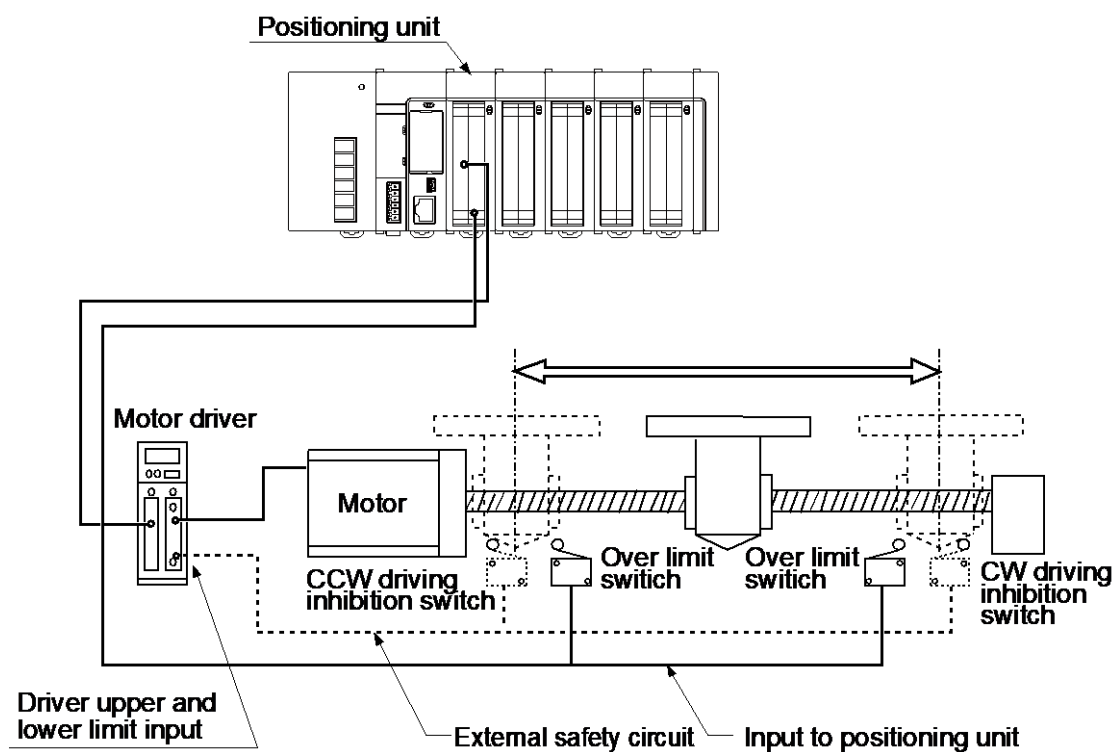 Positioning unit
Motor driver
Motor
CCW driving
inhibition switch
Over limit
switich
Over limit
switch
CW driving
inhibition
switch
Driver upper and
lower limit input
External safety circuit
Input to positioning unit